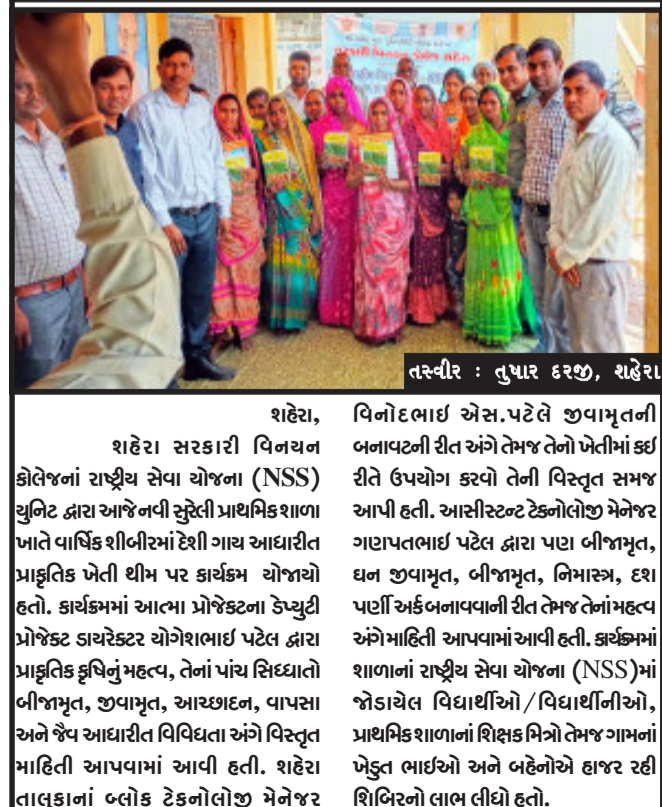 તસ્વીર : તુષાર દરજી, શહેરા
શહેરા,
શહેરા સરકારી વિનયન
કોલેજનાં રાષ્ટ્રીય સેવા યોજના (NSS)
યુનિટ દ્વારા આજે નવી સુરેલી પ્રાથમિક શાળા
ખાતે વાર્ષિક શીબીરમાં દેશી ગાય આધારીત
પ્રાકૃતિક ખેતી થીમ પર કાર્યક્રમ યોજાયો
હતો. કાર્યક્રમમાં આત્મા પ્રોજેકટના ડેપ્યુટી
પ્રોજેક્ટ ડાયરેક્ટર યોગેશભાઇ પટેલ દ્વારા
પ્રાકૃતિક કૃષિનું મહત્વ, તેનાં પાંચ સિધ્ધાતો
બીજામૃત, જીવામૃત, આચ્છાદન, વાપસા
અને જૈવ આધારીત વિવિધતા અંગે વિસ્તૃત
માહિતી આપવામાં આવી હતી. શહેરા
તાલુકાનાં બ્લોક ટેકનોલોજી મેનેજર
વિનોદભાઇ એસ.પટેલે જીવામૃતની
બનાવટની રીત અંગે તેમજ તેનો ખેતીમાં કઇ
રીતે ઉપયોગ કરવો તેની વિસ્તૃત સમજ
આપી હતી. આસીસ્ટન્ટ ટેકનોલોજી મેનેજર
ગણપતભાઇ પટેલ દ્વારા પણ બીજામૃત,
ઘન જીવામૃત, બીજામૃત, નિમાસ્ત્ર, દશ
પર્ણી અર્ક બનાવવાની રીત તેમજ તેનાં મહત્વ
અંગે માહિતી આપવામાં આવી હતી. કાર્યક્રમમાં
શાળાનાં રાષ્ટ્રીય સેવા યોજના (NSS)માં
જોડાયેલ વિદ્યાર્થીઓ/વિદ્યાર્થીનીઓ,
પ્રાથમિક શાળાનાં શિક્ષક મિત્રો તેમજ ગામનાં
ખેડુત ભાઇઓ અને બહેનોએ હાજર રહી
શિબિરનો લાભ લીધો હતો.